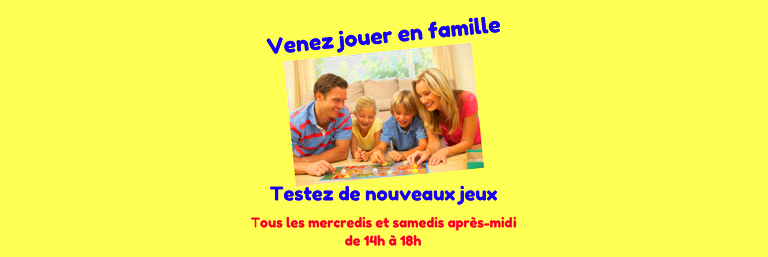 Venez jouer en famille
Testez de nouveaux jeux
Tous les mercredis et samedis après-midi
de 14h à 18h